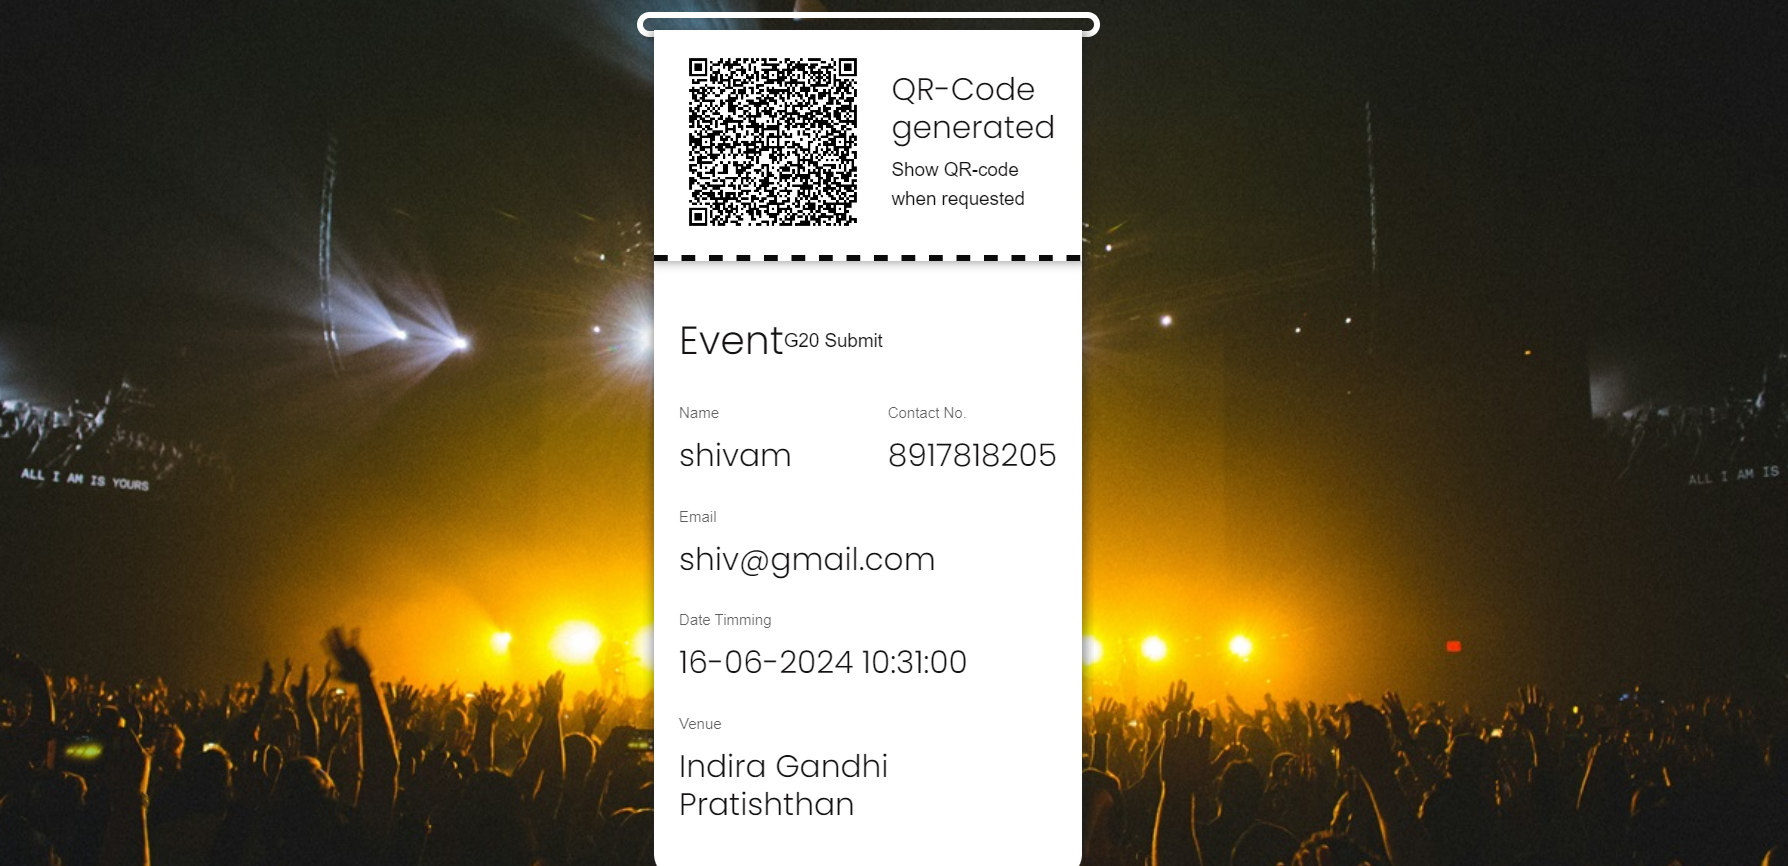 QR-Code
generated
Show QR-code
when requested
EventG20 Submit
Name
shivam
Contact No.
8917818205
Email
shiv@gmail.com
Date Timming
16-06-2024 10:31:00
Venue
Indira Gandhi
Pratishthan
ALL I AM IS YOURS
ALL I AM IS